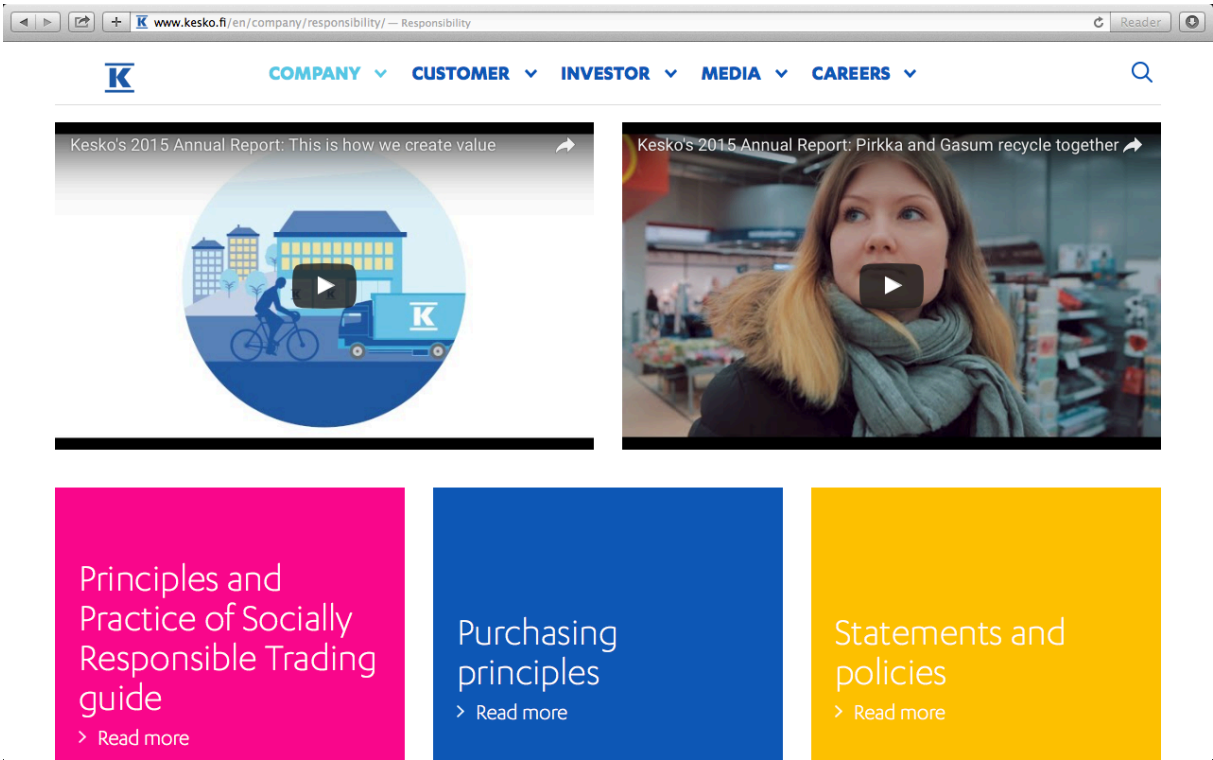 K www.kesko.fi/en/company/responsibility/ — Responsibility
Reader
K COMPANY CUSTOMER INVESTOR MEDIA CAREERS
Kesko's 2015 Annual Report: This is how we create value
K
Kesko's 2015 Annual Report: Pirkka and Gasum recycle together
Principles and
Practice of Socially
Responsible Trading
guide
> Read more
Purchasing
principles
> Read more
Statements and
policies
> Read more